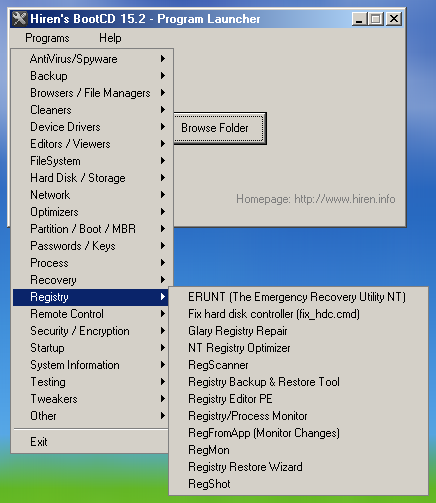 Hiren's BootCD 15.2 - Program Launcher
Programs Help
AntiVirus/Spyware
Backup
Browsers / File Managers
Cleaners
Device Drivers
Editors / Viewers
FileSystem
Hard Disk / Storage
Network
Optimizers
Partition / Boot / MBR
Passwords / Keys
Process
Recovery
Registry
Remote Control
Security / Encryption
Startup
System Information
Testing
Tweakers
Other
Exit
Browse Folder
Homepage: http://www.hiren.info
ERUNT (The Emergency Recovery Utility NT)
Fix hard disk controller (fix_hdc.cmd)
Glary Registry Repair
NT Registry Optimizer
RegScanner
Registry Backup & Restore Tool
Registry Editor PE
Registry/Process Monitor
RegFromApp (Monitor Changes)
RegMon
Registry Restore Wizard
RegShot